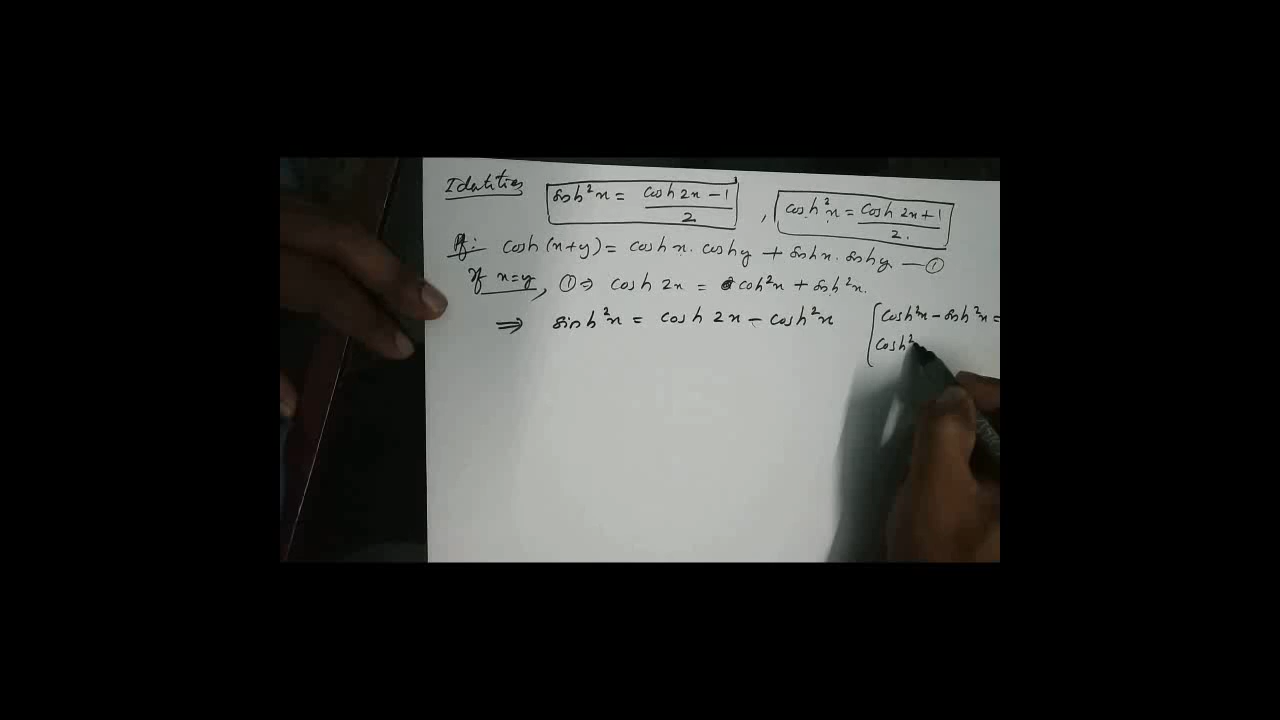 Identities sinh²x = cosh 2x - 1 / 2 , cosh²x = cosh 2x + 1 / 2.
Pf: cosh (x+y) = cosh x. cosh y + sinh x. sinh y — ①
If x=y, ① ⇒ cosh 2x = cosh²x + sinh²x.
⇒ sinh²x = cosh 2x - cosh²x ( cosh²x - sinh²x =
cosh²